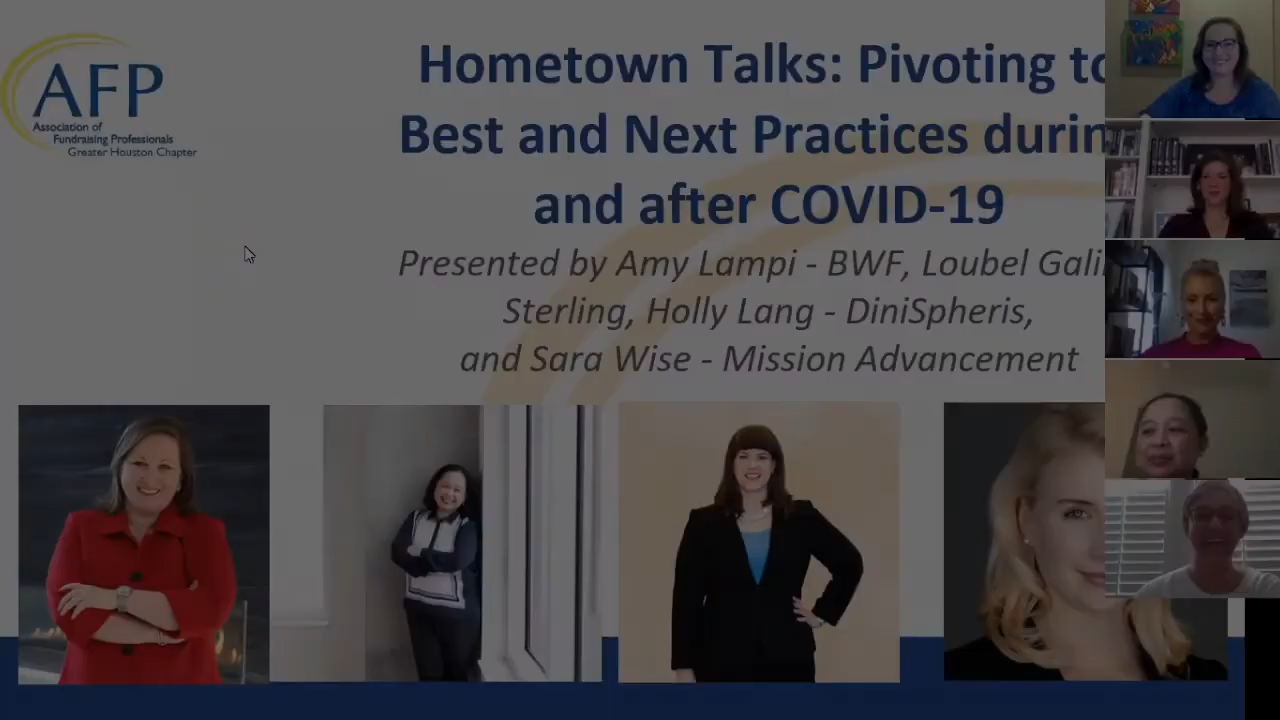 AFP
Association of
Fundraising Professionals
Greater Houston Chapter
Hometown Talks: Pivoting to
Best and Next Practices durin
and after COVID-19
Presented by Amy Lampi - BWF, Loubel Gali
Sterling, Holly Lang - DiniSpheris,
and Sara Wise - Mission Advancement